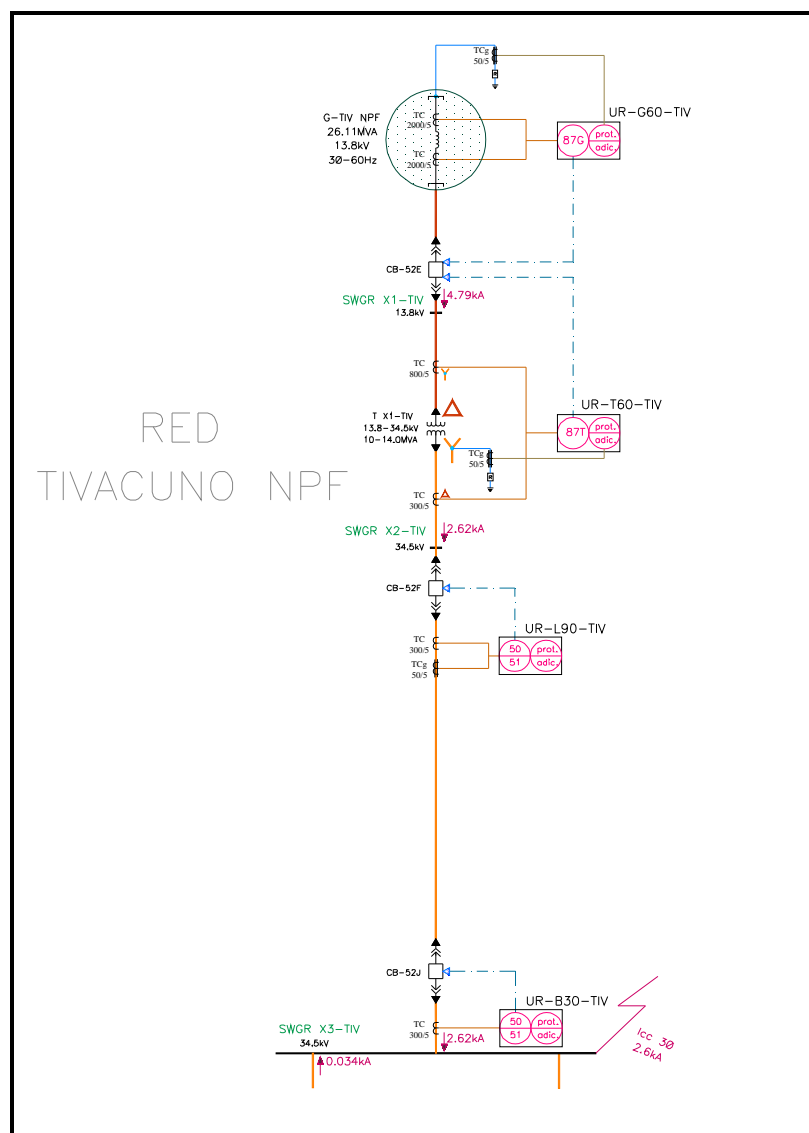 TCg
50/5
UR-G60-TIV
G-TIV NPF
26.11MVA
13.8kV
3Ø-60Hz
TC
2000/5
TC
2000/5
87G
prot.
adic.
CB-52E
SWGR X1-TIV
13.8kV
4.79kA
TC
800/5
RED
TIVACUNO NPF
T X1-TIV
13.8-34.5kV
10-14.0MVA
TCg
50/5
UR-T60-TIV
87T
prot.
adic.
TC
300/5
SWGR X2-TIV
34.5kV
2.62kA
CB-52F
UR-L90-TIV
TC
300/5
TCg
50/5
50
51
prot.
adic.
CB-52J
UR-B30-TIV
50
51
prot.
adic.
SWGR X3-TIV
34.5kV
TC
300/5
2.62kA
0.034kA
Icc 3Ø
2.6kA